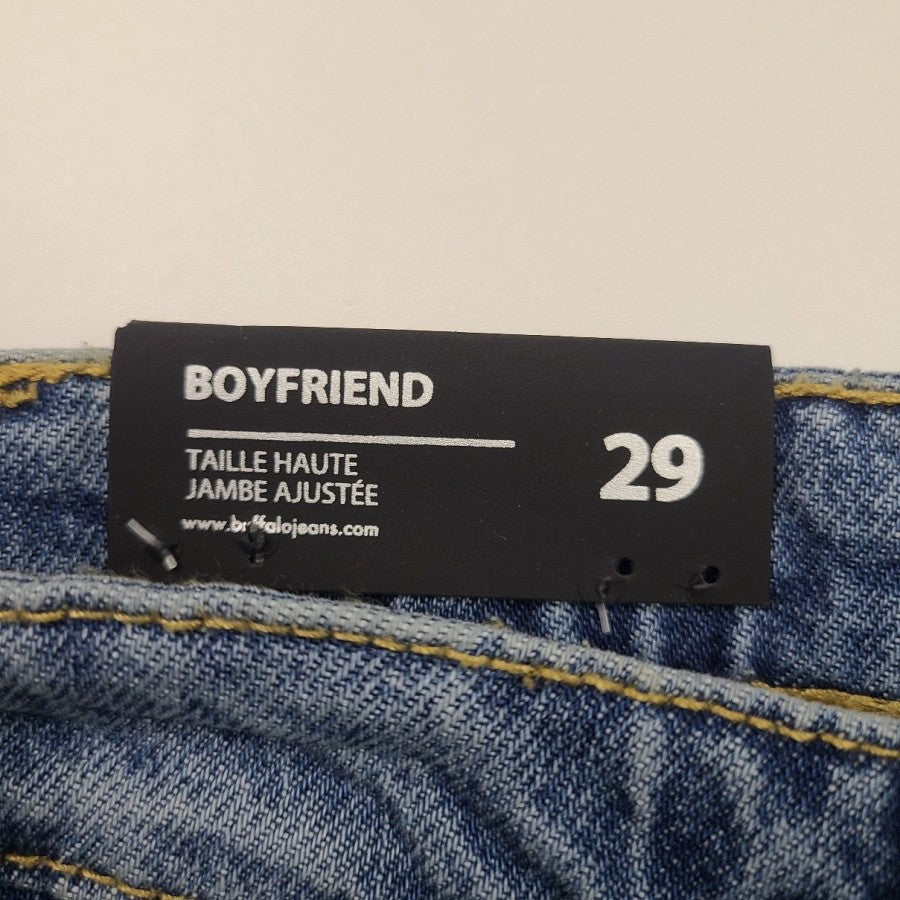 BOYFRIEND
TAILLE HAUTE
JAMBE AJUSTÉE
www.buffalojeans.com
29